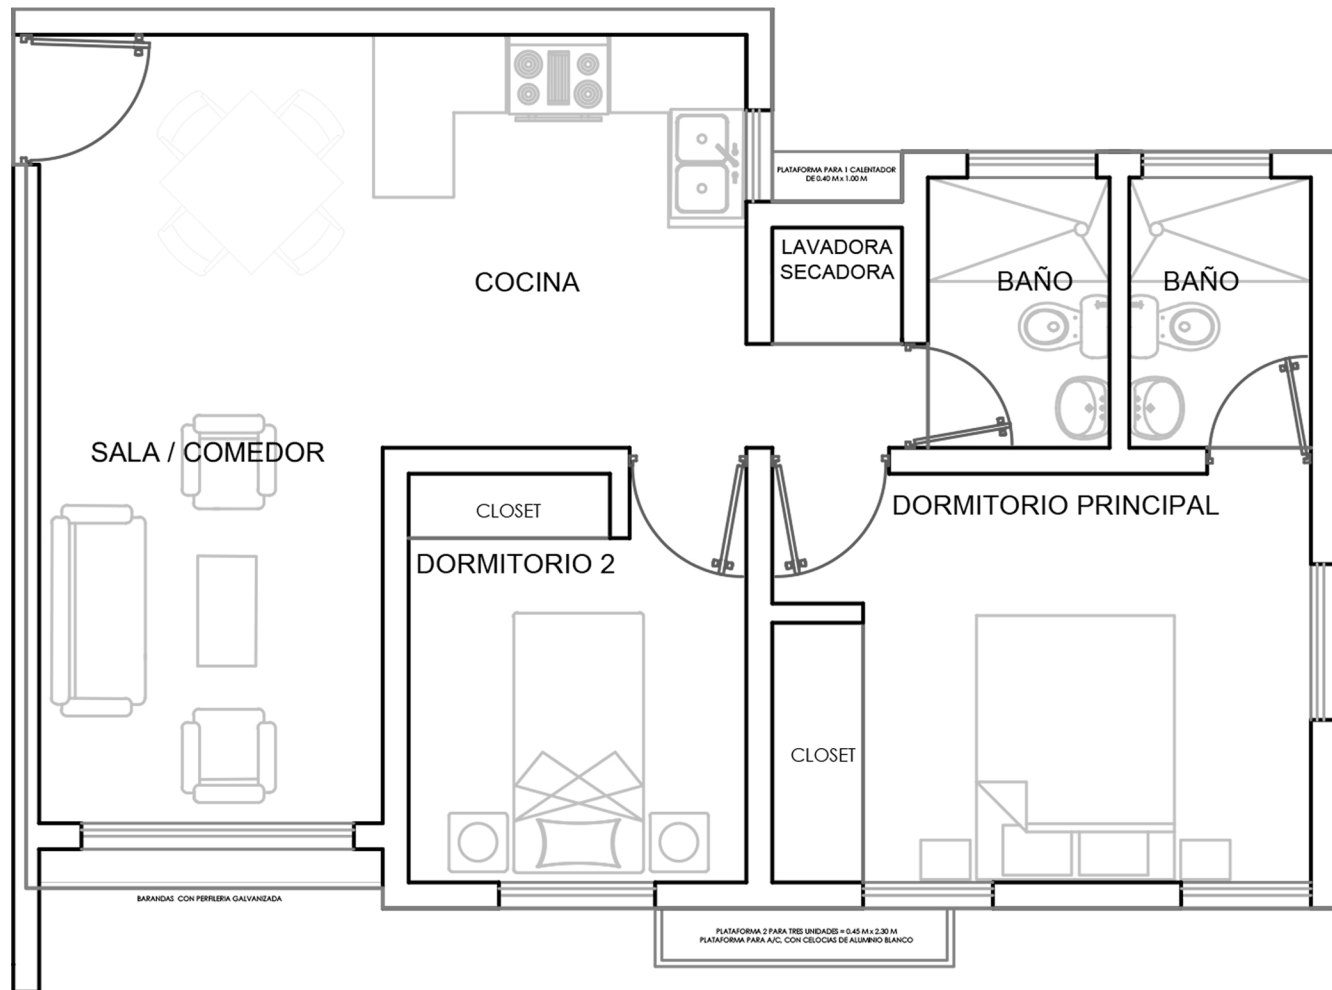 PLATAFORMA PARA 1 CALENTADOR
DE 0.40 M x 1.00 M
LAVADORA
SECADORA
COCINA
BAÑO
BAÑO
SALA / COMEDOR
CLOSET
DORMITORIO PRINCIPAL
DORMITORIO 2
CLOSET
BARANDAS CON PERFILERIA GALVANIZADA
PLATAFORMA 2 PARA TRES UNIDADES = 0.45 M x 2.30 M
PLATAFORMA PARA A/C, CON CELOCIAS DE ALUMINIO BLANCO